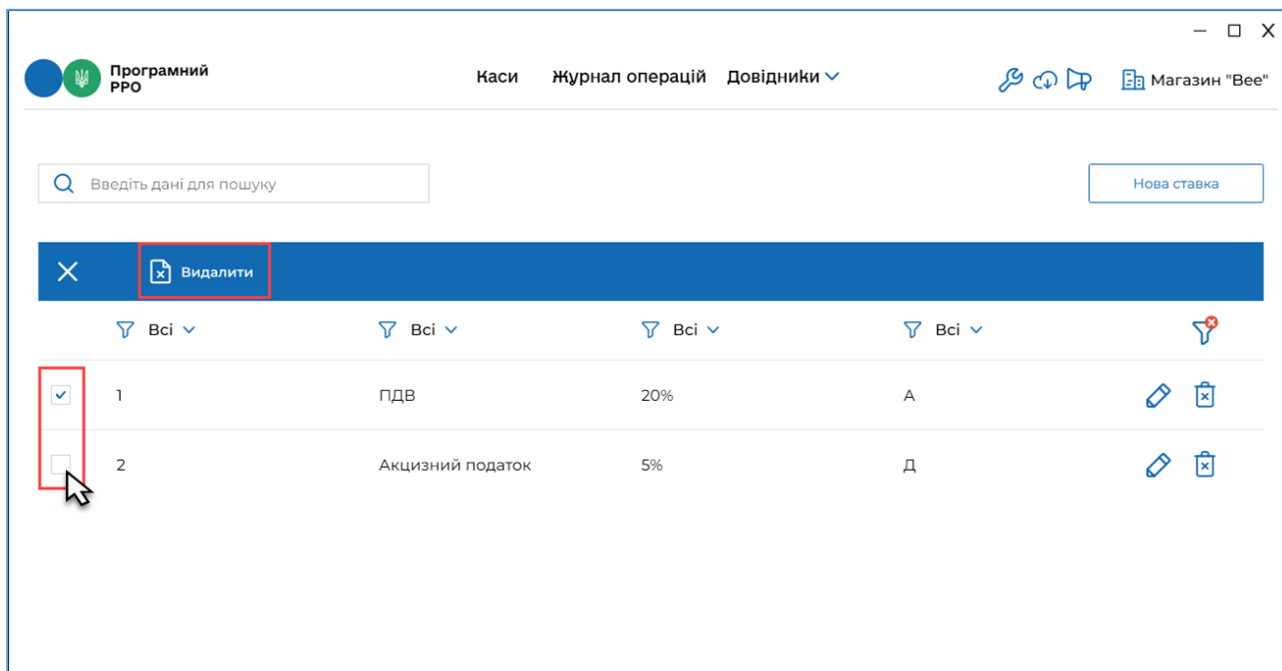 Програмний
РРО
Каси Журнал операцій Довідники
Магазин "Bee"
Введіть дані для пошуку
Нова ставка
Видалити
Всі Всі Всі Всі
1 ПДВ 20% А
2 Акцизний податок 5% Д